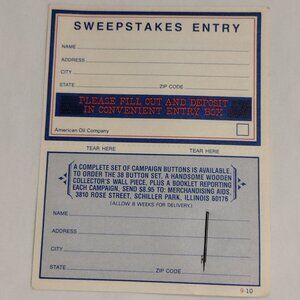 SWEEPSTAKES ENTRY
NAME
ADDRESS
CITY
STATE ZIP CODE
PLEASE FILL OUT AND DEPOSIT
IN CONVENIENT ENTRY BOX
American Oil Company
TEAR HERE TEAR HERE
A COMPLETE SET OF CAMPAIGN BUTTONS IS AVAILABLE
TO ORDER THE 38 BUTTON SET, A HANDSOME WOODEN
COLLECTOR'S WALL PIECE, PLUS A BOOKLET REPORTING
EACH CAMPAIGN, SEND $8.95 TO: MERCHANDISING AIDS,
3810 ROSE STREET, SCHILLER PARK, ILLINOIS 60176
(ALLOW 8 WEEKS FOR DELIVERY.)
NAME
ADDRESS
CITY
STATE ZIP CODE
9-10